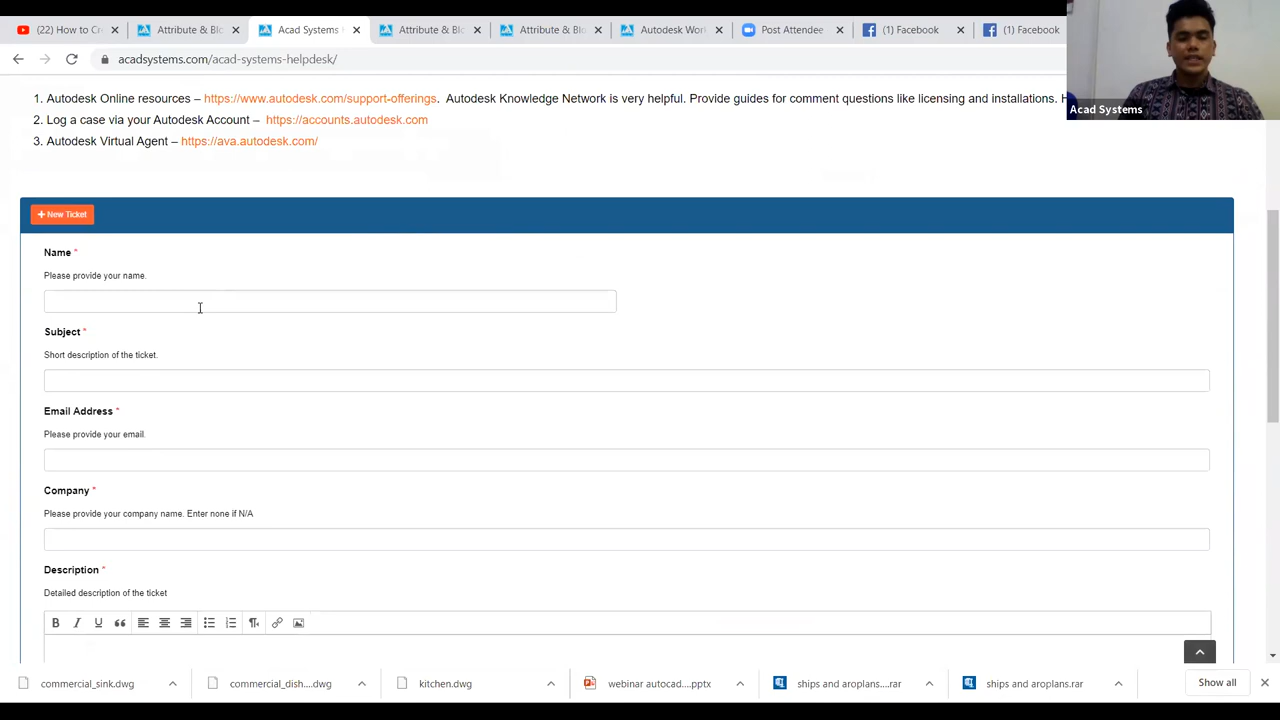 (22) How to Cr
Attribute & Blo
Acad Systems
Attribute & Blo
Attribute & Blo
Autodesk Wor
Post Attendee
(1) Facebook
(1) Facebook
acadsystems.com/acad-systems-helpdesk/
Acad Systems
1. Autodesk Online resources – https://www.autodesk.com/support-offerings. Autodesk Knowledge Network is very helpful. Provide guides for comment questions like licensing and installations. H
2. Log a case via your Autodesk Account – https://accounts.autodesk.com
3. Autodesk Virtual Agent – https://ava.autodesk.com/
+ New Ticket
Name *
Please provide your name.
Subject *
Short description of the ticket.
Email Address *
Please provide your email.
Company *
Please provide your company name. Enter none if N/A
Description *
Detailed description of the ticket
B I U
commercial_sink.dwg
commercial_dish....dwg
kitchen.dwg
webinar autocad....pptx
ships and aroplans....rar
ships and aroplans.rar
Show all